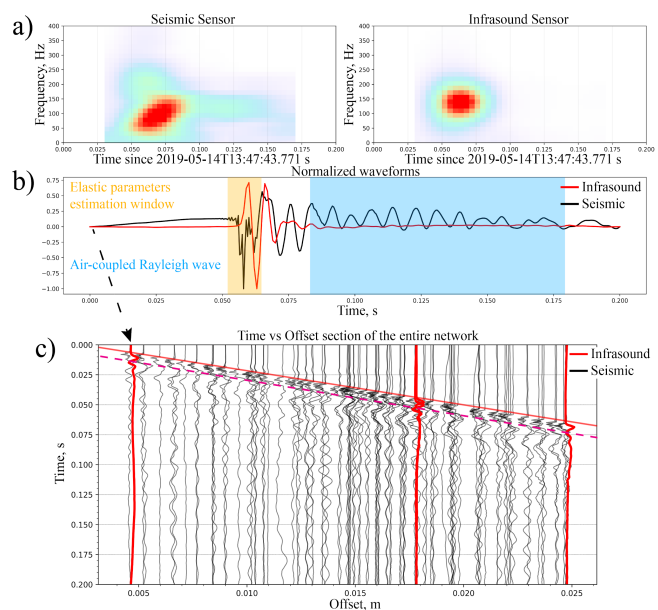 a)
Seismic Sensor
Infrasound Sensor
Frequency, Hz
400
350
300
250
200
150
100
50
0
0.000 0.025 0.050 0.075 0.100 0.125 0.150 0.175 0.200
Time since 2019-05-14T13:47:43.771 s
Frequency, Hz
400
350
300
250
200
150
100
50
0
0.000 0.025 0.050 0.075 0.100 0.125 0.150 0.175 0.200
Time since 2019-05-14T13:47:43.771 s
b)
Normalized waveforms
0.75
0.50
0.25
0.00
−0.25
−0.50
−0.75
−1.00
Elastic parameters
estimation window
Air-coupled Rayleigh wave
Infrasound
Seismic
0.000 0.025 0.050 0.075 0.100 0.125 0.150 0.175 0.200
Time, s
c)
Time vs Offset section of the entire network
Infrasound
Seismic
Time, s
0.000
0.025
0.050
0.075
0.100
0.125
0.150
0.175
0.200
0.005 0.010 0.015 0.020 0.025
Offset, m